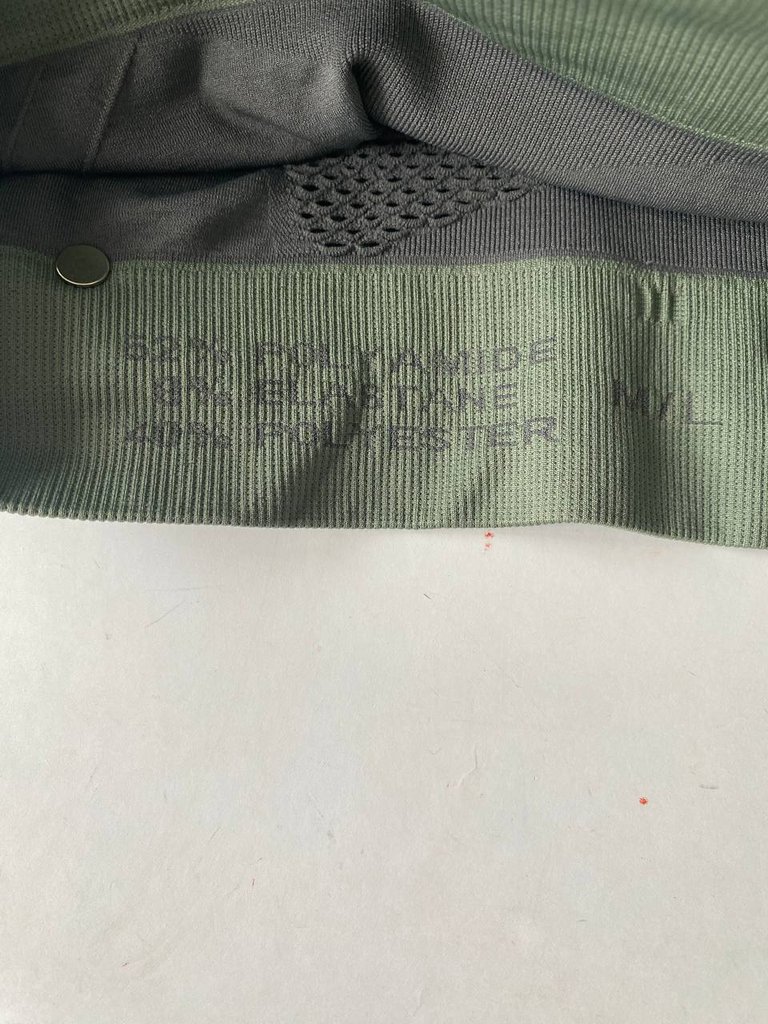 52% POLYAMIDE
8% ELASTANE
40% POLYESTER
M/L